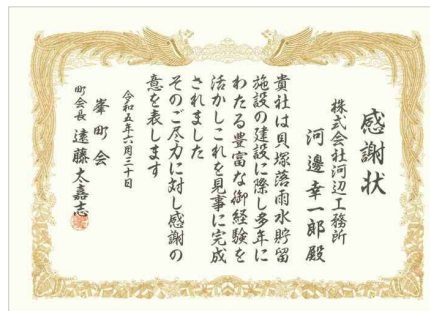 感謝状
株式会社河辺工務所
河邊幸一郎殿
貴社は貝塚落雨水貯留
施設の建設に際し多年に
わたる豊富な御経験を
活かしこれを見事に完成
されました
そのご尽力に対し感謝の
意を表します
令和五年六月三十日
峯町会
町会長 遠藤太嘉志